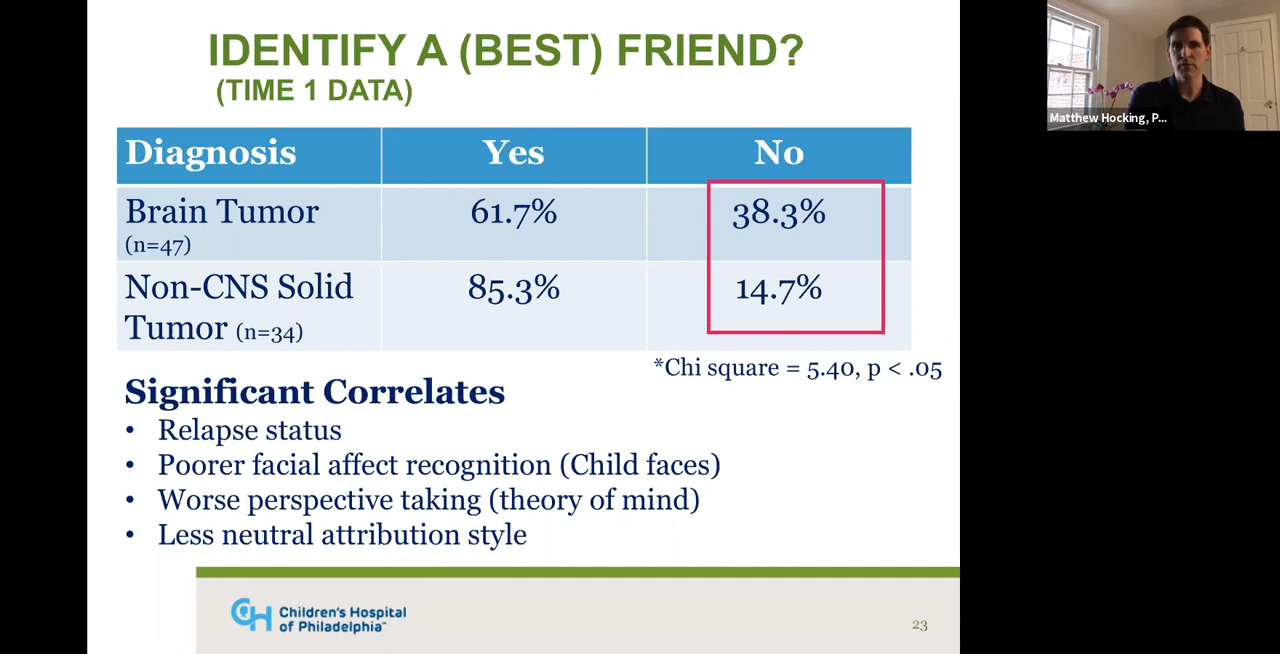 IDENTIFY A (BEST) FRIEND?
(TIME 1 DATA)
Matthew Hocking, P...
Diagnosis Yes No
Brain Tumor 61.7% 38.3%
(n=47)
Non-CNS Solid 85.3% 14.7%
Tumor (n=34)
*Chi square = 5.40, p < .05
Significant Correlates
• Relapse status
• Poorer facial affect recognition (Child faces)
• Worse perspective taking (theory of mind)
• Less neutral attribution style
CH Children's Hospital
of Philadelphia
23